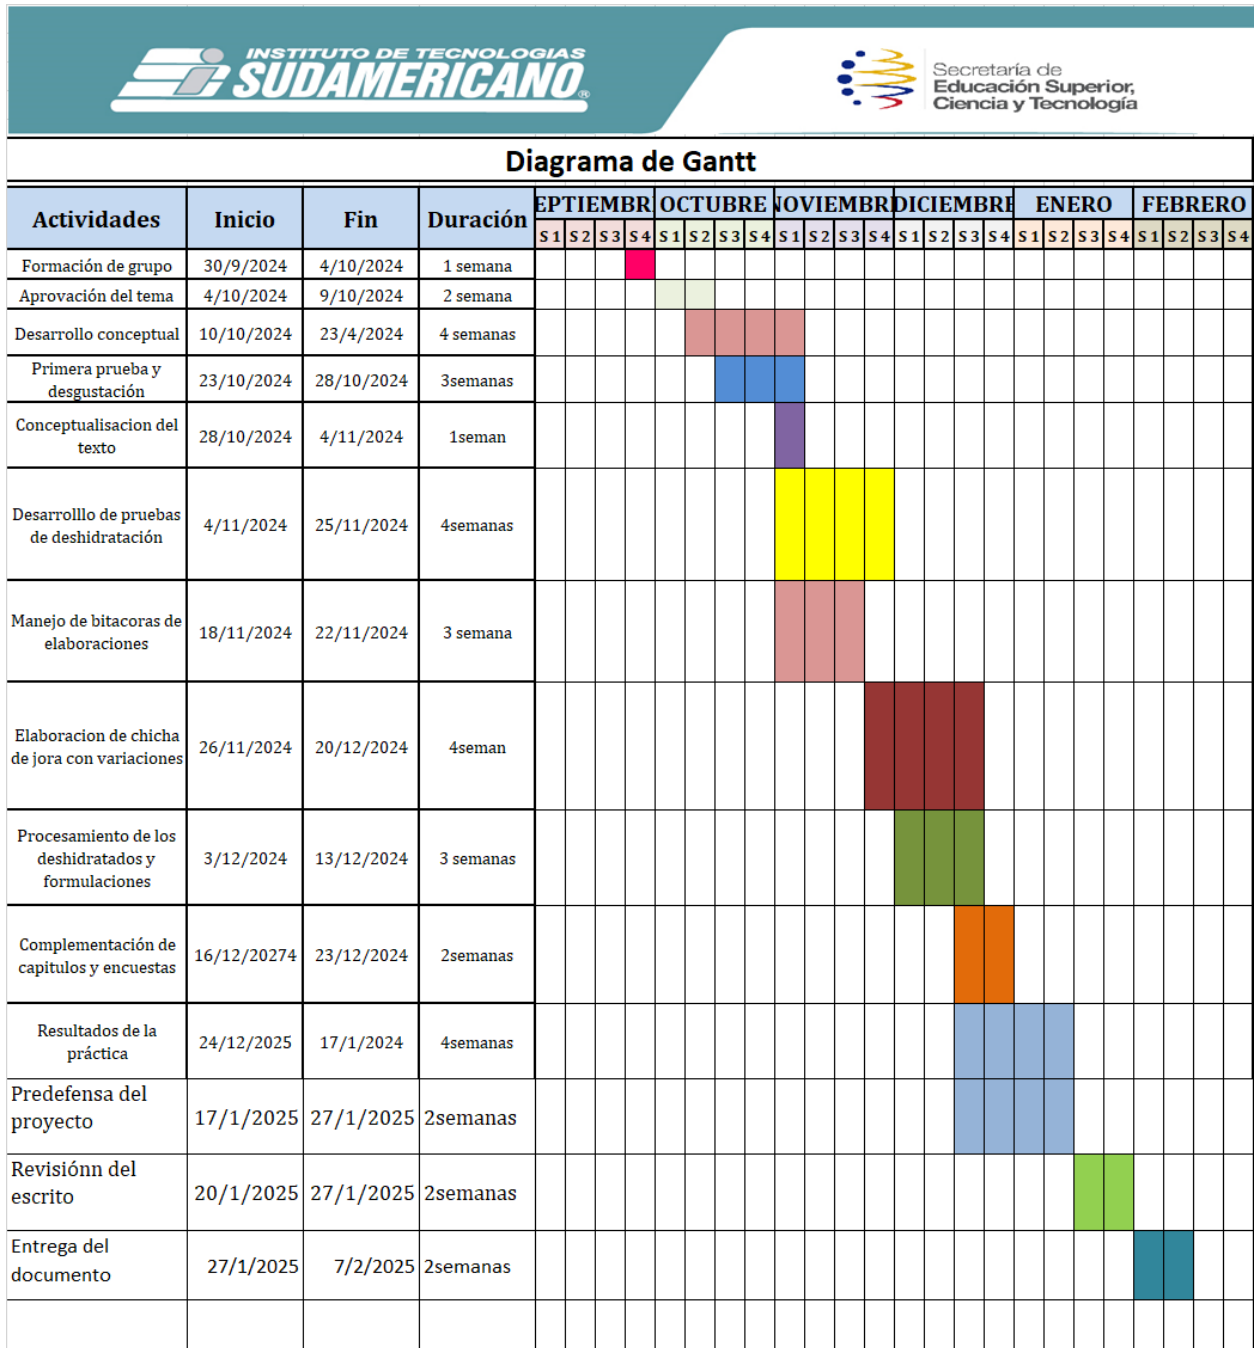 INSTITUTO DE TECNOLOGIAS
SUDAMERICANO®
Secretaría de
Educación Superior,
Ciencia y Tecnología
Diagrama de Gantt
Actividades Inicio Fin Duración EPTIEMBR OCTUBRE NOVIEMBRE DICIEMBRE ENERO FEBRERO
S 1 S 2 S 3 S 4 S 1 S 2 S 3 S 4 S 1 S 2 S 3 S 4 S 1 S 2 S 3 S 4 S 1 S 2 S 3 S 4 S 1 S 2 S 3 S 4
Formación de grupo 30/9/2024 4/10/2024 1 semana
Aprovación del tema 4/10/2024 9/10/2024 2 semana
Desarrollo conceptual 10/10/2024 23/4/2024 4 semanas
Primera prueba y
desgustación 23/10/2024 28/10/2024 3semanas
Conceptualisacion del
texto 28/10/2024 4/11/2024 1seman
Desarrolllo de pruebas
de deshidratación 4/11/2024 25/11/2024 4semanas
Manejo de bitacoras de
elaboraciones 18/11/2024 22/11/2024 3 semana
Elaboracion de chicha
de jora con variaciones 26/11/2024 20/12/2024 4seman
Procesamiento de los
deshidratados y
formulaciones 3/12/2024 13/12/2024 3 semanas
Complementación de
capitulos y encuestas 16/12/20274 23/12/2024 2semanas
Resultados de la
práctica 24/12/2025 17/1/2024 4semanas
Predefensa del
proyecto 17/1/2025 27/1/2025 2semanas
Revisiónn del
escrito 20/1/2025 27/1/2025 2semanas
Entrega del
documento 27/1/2025 7/2/2025 2semanas